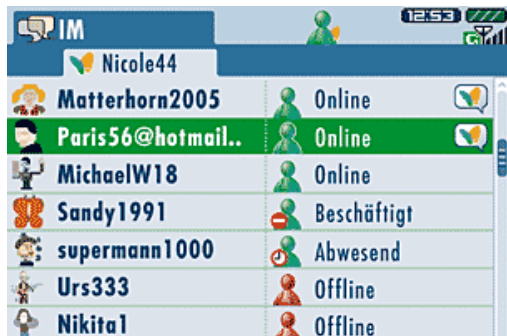 IM
12:53
G
Nicole44
Matterhorn2005 Online
Paris56@hotmail.. Online
MichaelW18 Online
Sandy1991 Beschäftigt
supermann1000 Abwesend
Urs333 Offline
Nikita1 Offline